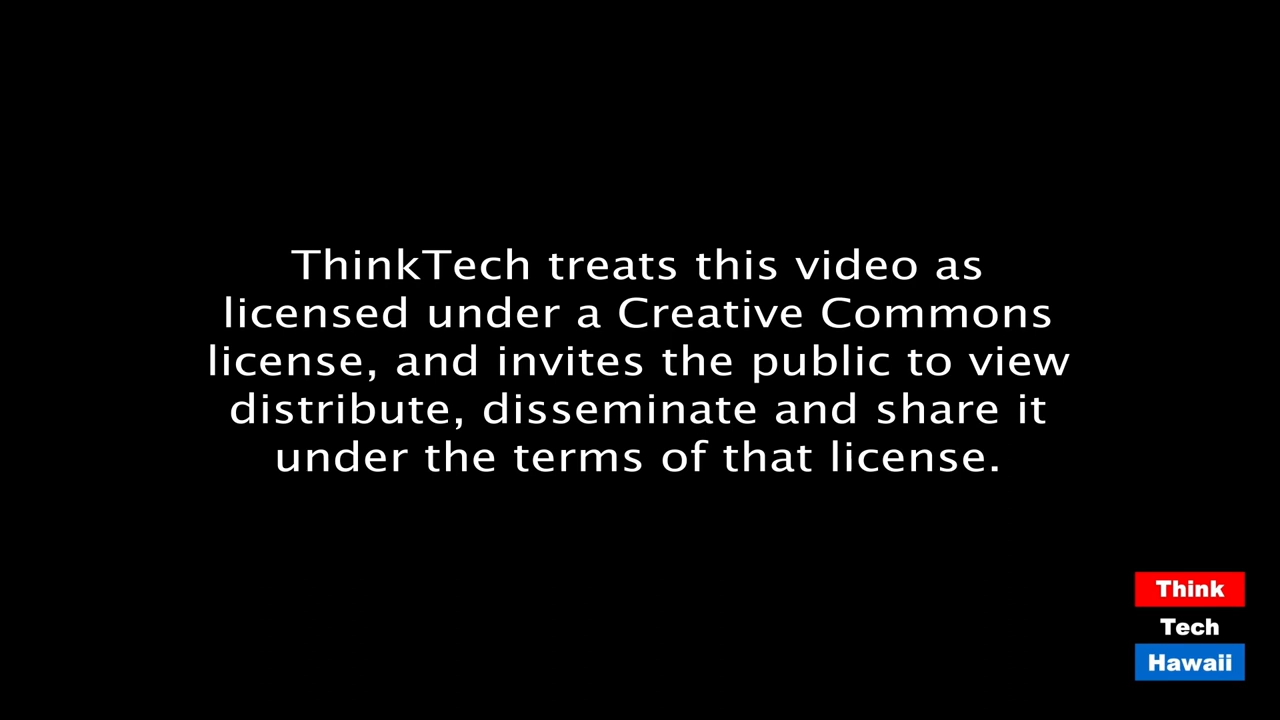 ThinkTech treats this video as
licensed under a Creative Commons
license, and invites the public to view
distribute, disseminate and share it
under the terms of that license.
Think
Tech
Hawaii